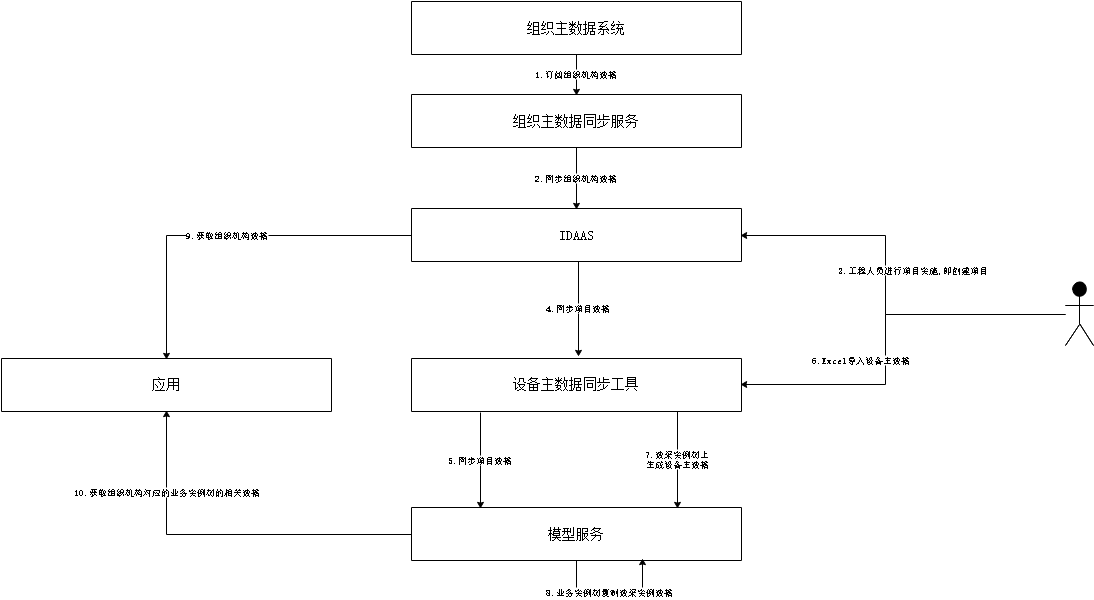 组织主数据系统
1.订阅组织机构数据
组织主数据同步服务
2.同步组织机构数据
9.获取组织机构数据
IDAAS
3.工程人员进行项目实施,即创建项目
4.同步项目数据
6.Excel导入设备主数据
应用
设备主数据同步工具
5.同步项目数据
7.数采实例树上
生成设备主数据
10.获取组织机构对应的业务实例树的相关数据
模型服务
8.业务实例树复制数采实例数据